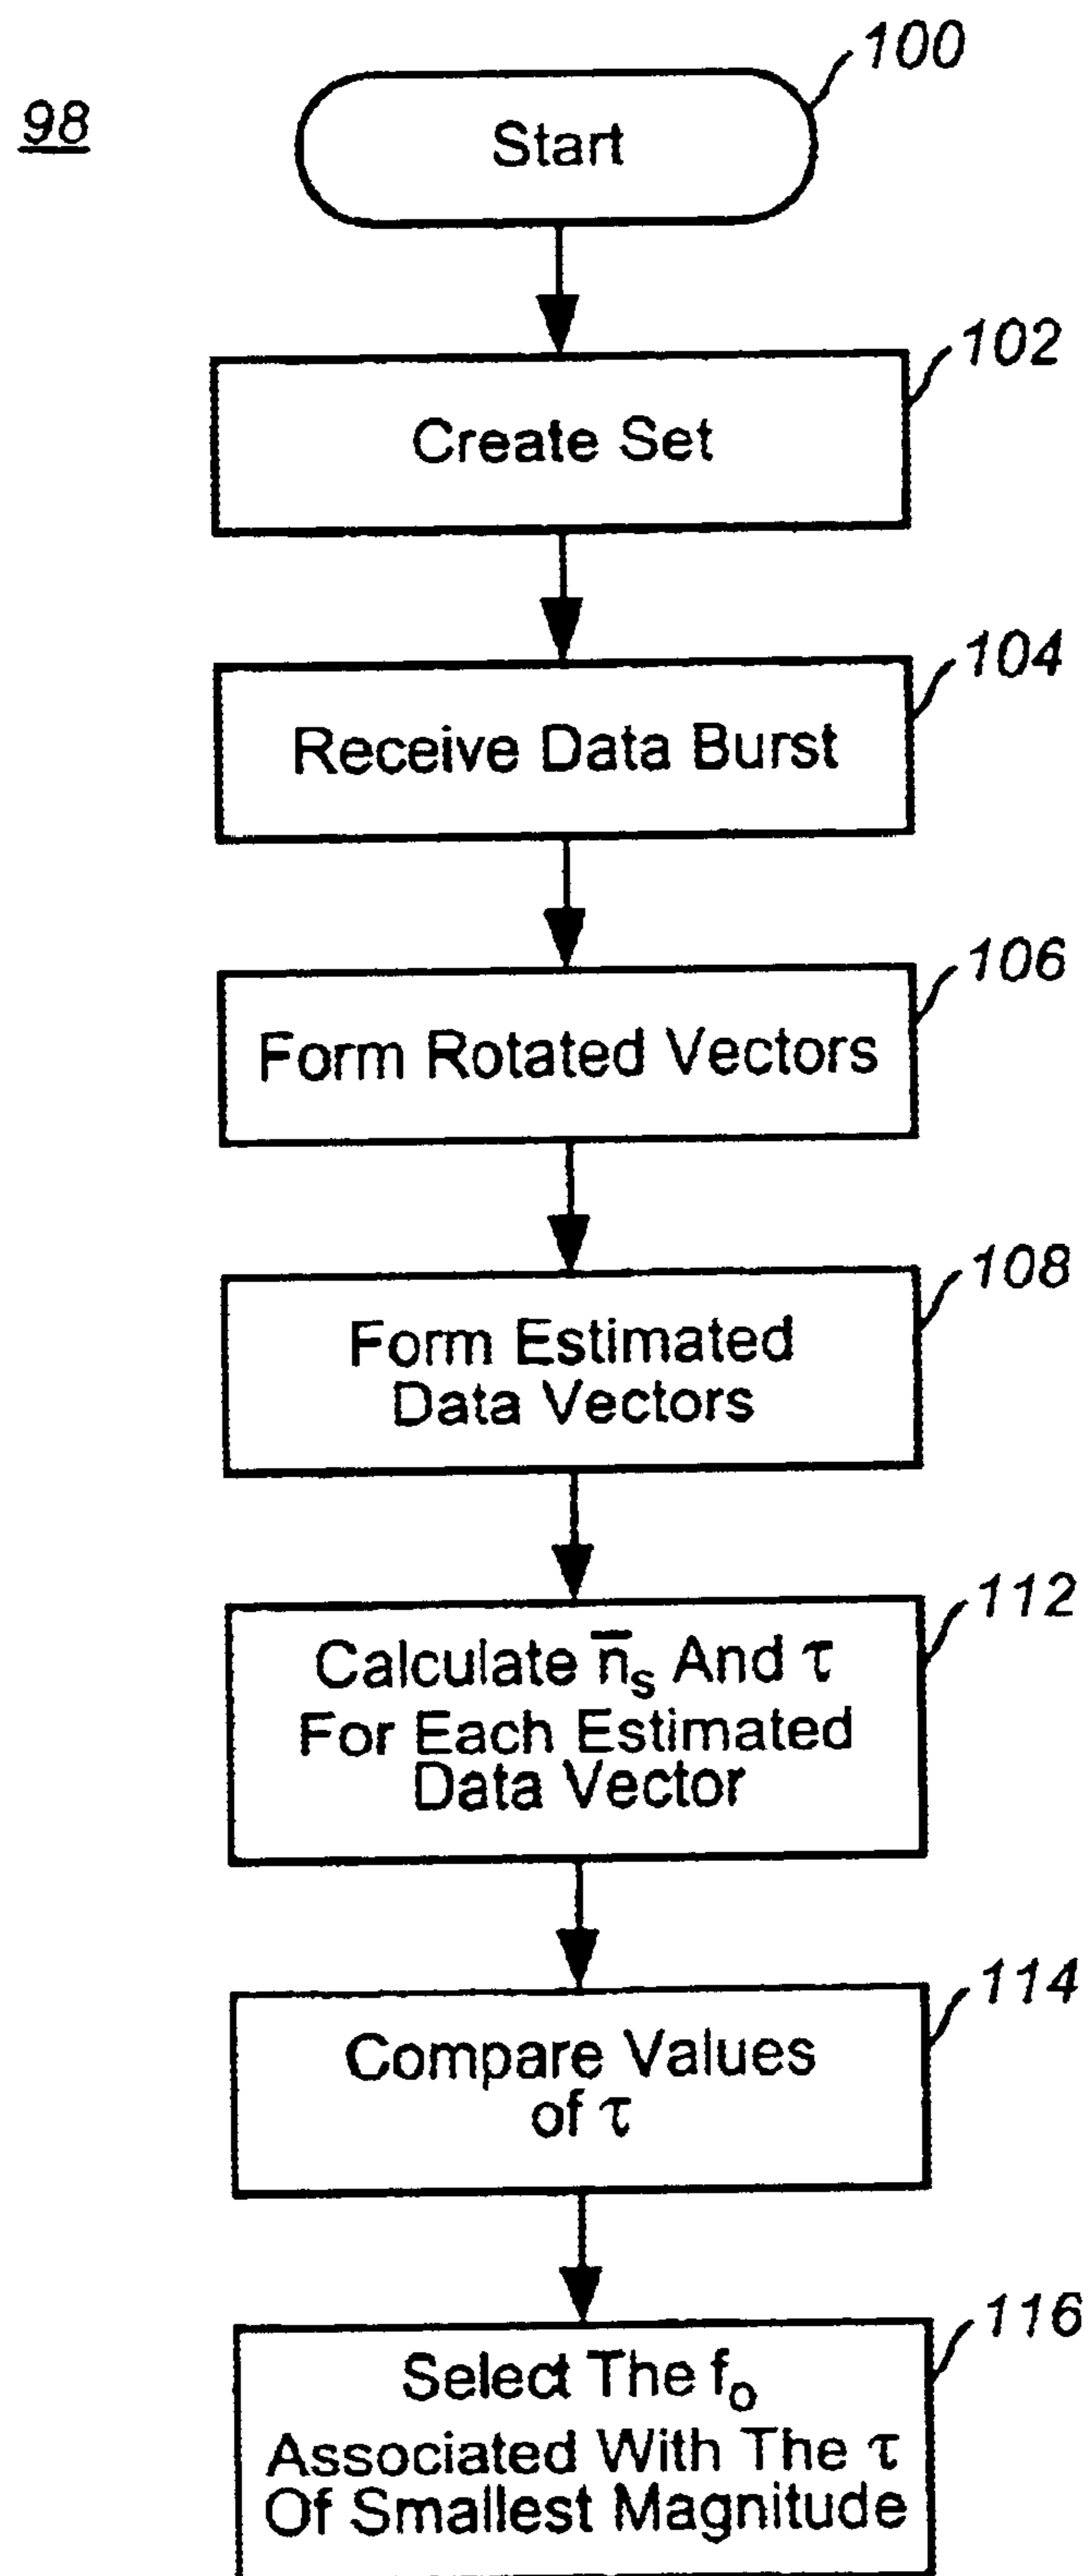 98
100
Start
102
Create Set
104
Receive Data Burst
106
Form Rotated Vectors
108
Form Estimated
Data Vectors
112
Calculate n̅ₛ And τ
For Each Estimated
Data Vector
114
Compare Values
of τ
116
Select The fₒ
Associated With The τ
Of Smallest Magnitude